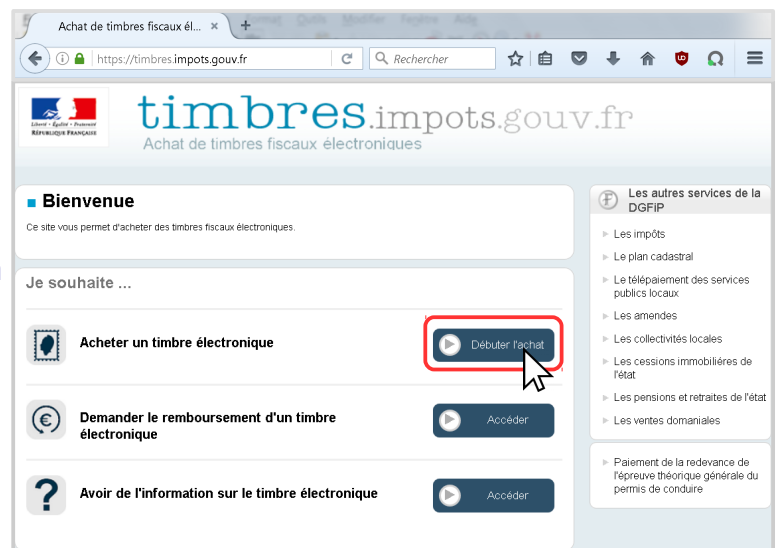 Achat de timbres fiscaux él... × +
https://timbres.impots.gouv.fr
Rechercher
Liberté • Égalité • Fraternité
RÉPUBLIQUE FRANÇAISE
timbres.impots.gouv.fr
Achat de timbres fiscaux électroniques
Bienvenue
Ce site vous permet d'acheter des timbres fiscaux électroniques.
Je souhaite ...
Acheter un timbre électronique
Débuter l'achat
Demander le remboursement d'un timbre
électronique
Accéder
Avoir de l'information sur le timbre électronique
Accéder
Les autres services de la
DGFiP
Les impôts
Le plan cadastral
Le télépaiement des services
publics locaux
Les amendes
Les collectivités locales
Les cessions immobiliéres de
l'état
Les pensions et retraites de l'état
Les ventes domaniales
Paiement de la redevance de
l'épreuve théorique générale du
permis de conduire